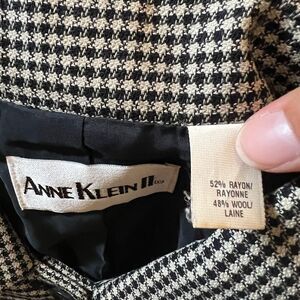 ANNE KLEIN II
52% RAYON/
RAYONNE
48% WOOL/
LAINE